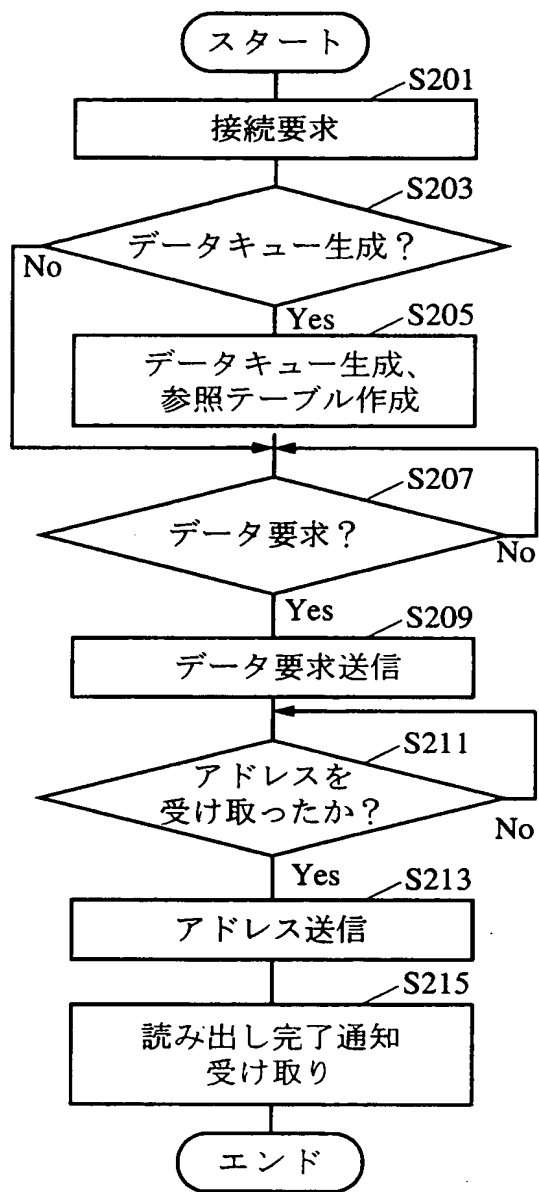 スタート
S201
接続要求
S203
データキュー生成？
No
Yes
S205
データキュー生成、
参照テーブル作成
S207
データ要求？
No
Yes
S209
データ要求送信
S211
アドレスを
受け取ったか？
No
Yes
S213
アドレス送信
S215
読み出し完了通知
受け取り
エンド